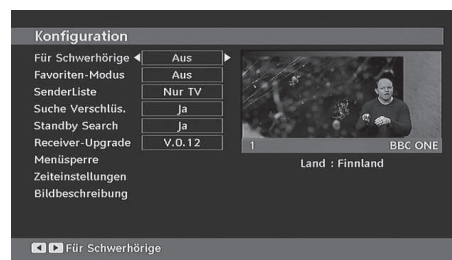 Konfiguration
Für Schwerhörige Aus
Favoriten-Modus Aus
SenderListe Nur TV
Suche Verschlüs. Ja
Standby Search Ja
Receiver-Upgrade V.0.12
Menüsperre
Zeiteinstellungen
Bildbeschreibung
1 BBC ONE
Land : Finnland
Für Schwerhörige